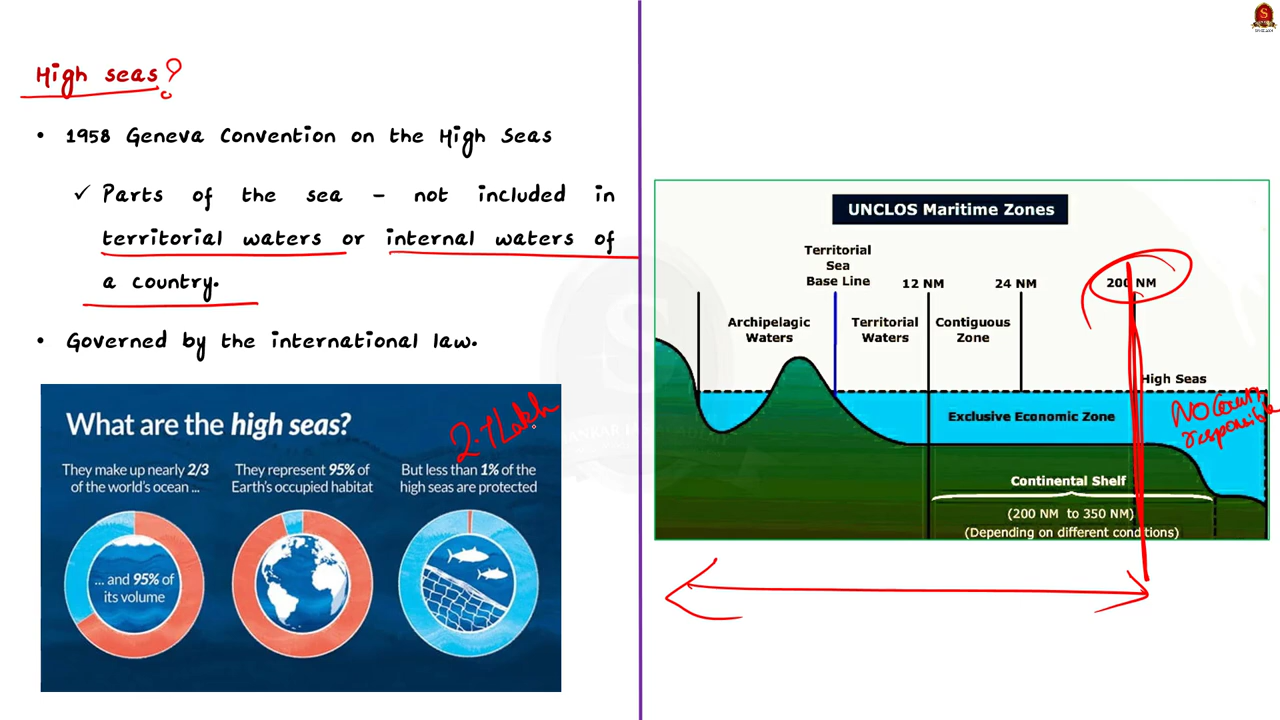 High seas?
• 1958 Geneva Convention on the High Seas
✓ Parts of the sea – not included in
territorial waters or internal waters of
a country.
• Governed by the international law.
What are the high seas?
They make up nearly 2/3
of the world's ocean ...
... and 95% of
its volume
They represent 95% of
Earth's occupied habitat
But less than 1% of the
high seas are protected
2.7 Lakh
UNCLOS Maritime Zones
Territorial
Sea
Base Line
12 NM
24 NM
200 NM
Archipelagic
Waters
Territorial
Waters
Contiguous
Zone
High Seas
Exclusive Economic Zone
NO
responsible
Continental Shelf
(200 NM to 350 NM)
(Depending on different conditions)